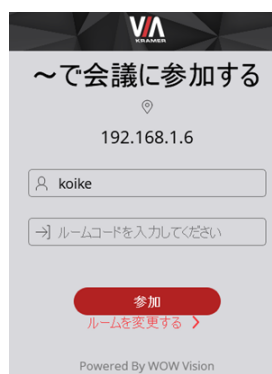 VIA
KRAMER
～で会議に参加する
192.168.1.6
koike
ルームコードを入力してください
参加
ルームを変更する
Powered By WOW Vision